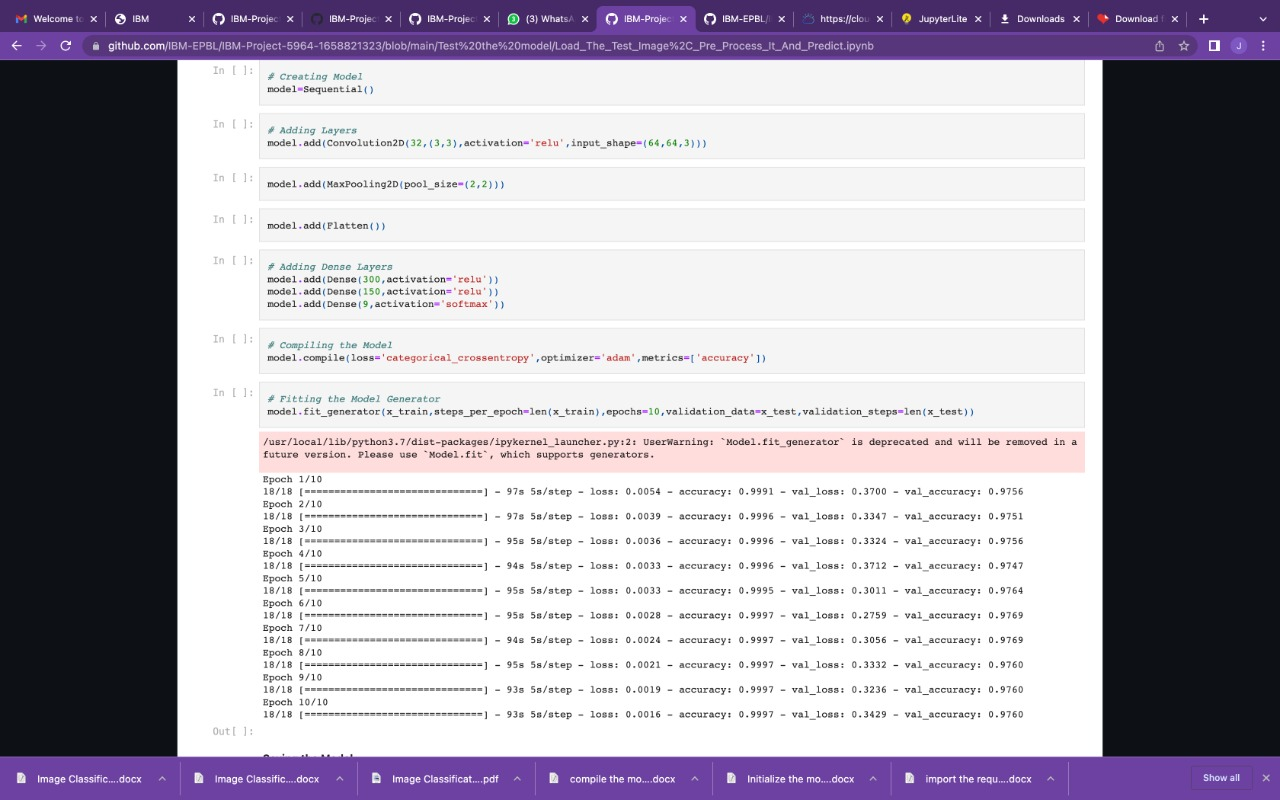 Welcome to
IBM
IBM-Projec
IBM-Projec
IBM-Projec
(3) WhatsA
IBM-Projec
IBM-EPBL/I
https://clou
JupyterLite
Downloads
Download f
github.com/IBM-EPBL/IBM-Project-5964-1658821323/blob/main/Test%20the%20model/Load_The_Test_Image%2C_Pre_Process_It_And_Predict.ipynb
J
In [ ]:
# Creating Model
model=Sequential()
In [ ]:
# Adding Layers
model.add(Convolution2D(32,(3,3),activation='relu',input_shape=(64,64,3)))
In [ ]:
model.add(MaxPooling2D(pool_size=(2,2)))
In [ ]:
model.add(Flatten())
In [ ]:
# Adding Dense Layers
model.add(Dense(300,activation='relu'))
model.add(Dense(150,activation='relu'))
model.add(Dense(9,activation='softmax'))
In [ ]:
# Compiling the Model
model.compile(loss='categorical_crossentropy',optimizer='adam',metrics=['accuracy'])
In [ ]:
# Fitting the Model Generator
model.fit_generator(x_train,steps_per_epoch=len(x_train),epochs=10,validation_data=x_test,validation_steps=len(x_test))
/usr/local/lib/python3.7/dist-packages/ipykernel_launcher.py:2: UserWarning: `Model.fit_generator` is deprecated and will be removed in a
future version. Please use `Model.fit`, which supports generators.
Epoch 1/10
18/18 [==============================] - 97s 5s/step - loss: 0.0054 - accuracy: 0.9991 - val_loss: 0.3700 - val_accuracy: 0.9756
Epoch 2/10
18/18 [==============================] - 97s 5s/step - loss: 0.0039 - accuracy: 0.9996 - val_loss: 0.3347 - val_accuracy: 0.9751
Epoch 3/10
18/18 [==============================] - 95s 5s/step - loss: 0.0036 - accuracy: 0.9996 - val_loss: 0.3324 - val_accuracy: 0.9756
Epoch 4/10
18/18 [==============================] - 94s 5s/step - loss: 0.0033 - accuracy: 0.9996 - val_loss: 0.3712 - val_accuracy: 0.9747
Epoch 5/10
18/18 [==============================] - 95s 5s/step - loss: 0.0033 - accuracy: 0.9995 - val_loss: 0.3011 - val_accuracy: 0.9764
Epoch 6/10
18/18 [==============================] - 95s 5s/step - loss: 0.0028 - accuracy: 0.9997 - val_loss: 0.2759 - val_accuracy: 0.9769
Epoch 7/10
18/18 [==============================] - 94s 5s/step - loss: 0.0024 - accuracy: 0.9997 - val_loss: 0.3056 - val_accuracy: 0.9769
Epoch 8/10
18/18 [==============================] - 95s 5s/step - loss: 0.0021 - accuracy: 0.9997 - val_loss: 0.3332 - val_accuracy: 0.9760
Epoch 9/10
18/18 [==============================] - 93s 5s/step - loss: 0.0019 - accuracy: 0.9997 - val_loss: 0.3236 - val_accuracy: 0.9760
Epoch 10/10
18/18 [==============================] - 93s 5s/step - loss: 0.0016 - accuracy: 0.9997 - val_loss: 0.3429 - val_accuracy: 0.9760
Out[ ]:
Image Classific....docx
Image Classific....docx
Image Classificat....pdf
compile the mo....docx
Initialize the mo....docx
import the requ....docx
Show all